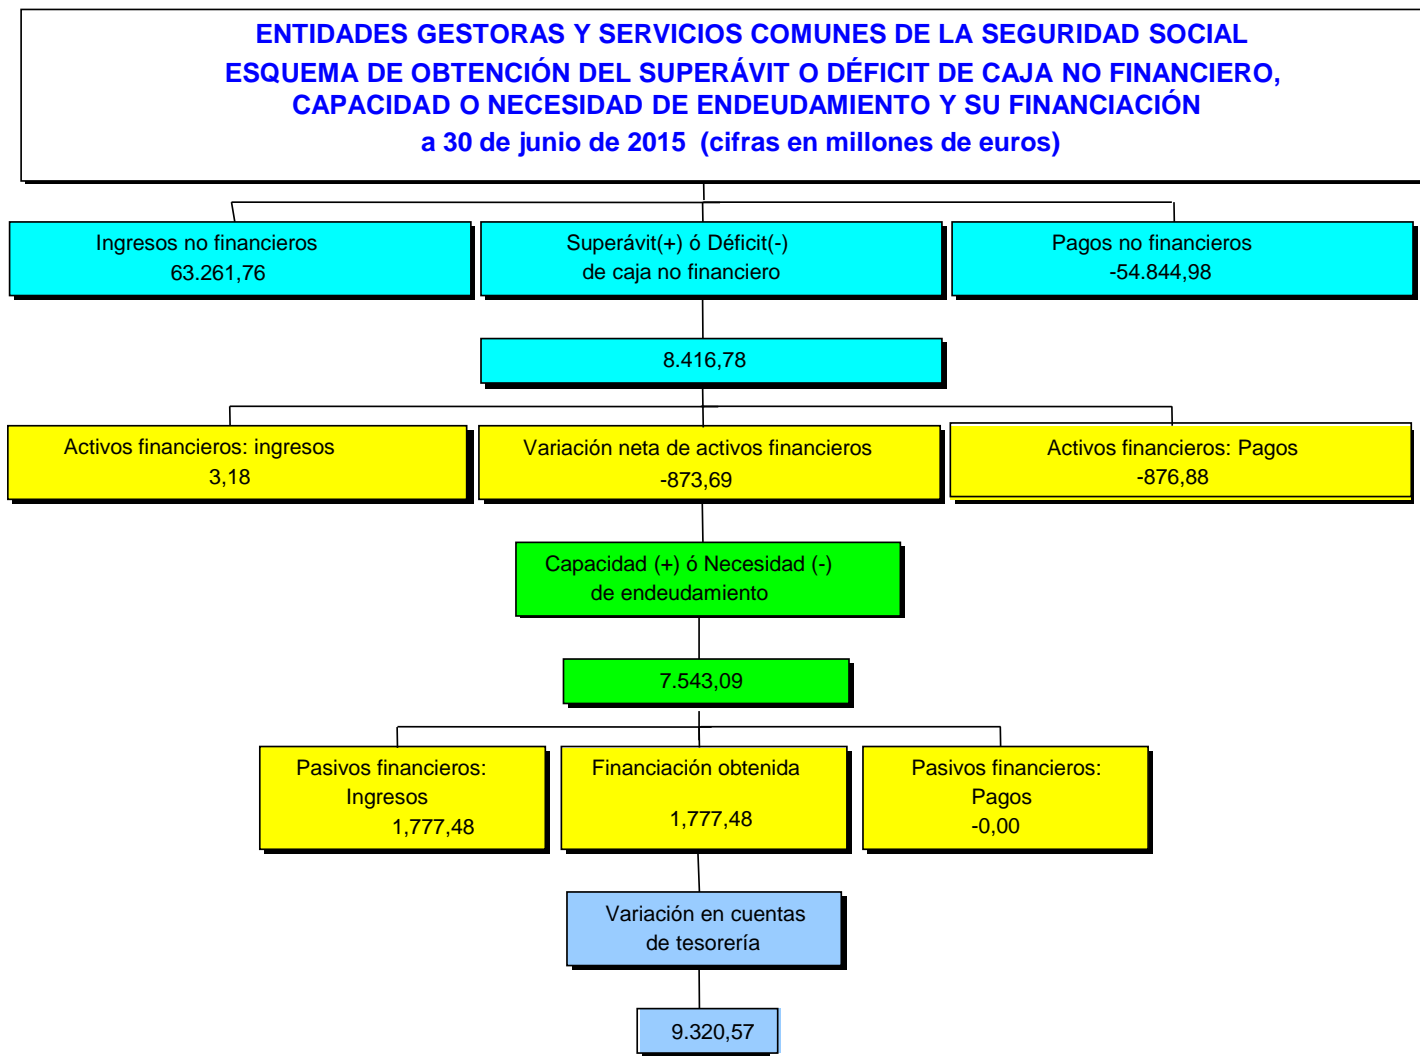 ENTIDADES GESTORAS Y SERVICIOS COMUNES DE LA SEGURIDAD SOCIAL
ESQUEMA DE OBTENCIÓN DEL SUPERÁVIT O DÉFICIT DE CAJA NO FINANCIERO,
CAPACIDAD O NECESIDAD DE ENDEUDAMIENTO Y SU FINANCIACIÓN
a 30 de junio de 2015 (cifras en millones de euros)
Ingresos no financieros
63.261,76
Superávit(+) ó Déficit(-)
de caja no financiero
Pagos no financieros
-54.844,98
8.416,78
Activos financieros: ingresos
3,18
Variación neta de activos financieros
-873,69
Activos financieros: Pagos
-876,88
Capacidad (+) ó Necesidad (-)
de endeudamiento
7.543,09
Pasivos financieros:
Ingresos
1,777,48
Financiación obtenida
1,777,48
Pasivos financieros:
Pagos
-0,00
Variación en cuentas
de tesorería
9.320,57